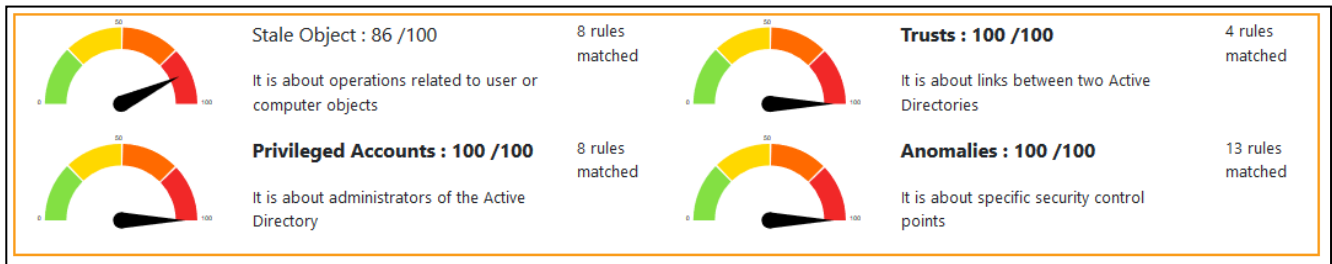 50
0
100
Stale Object : 86 /100
8 rules
matched
It is about operations related to user or
computer objects
50
0
100
Trusts : 100 /100
4 rules
matched
It is about links between two Active
Directories
50
0
100
Privileged Accounts : 100 /100
8 rules
matched
It is about administrators of the Active
Directory
50
0
100
Anomalies : 100 /100
13 rules
matched
It is about specific security control
points